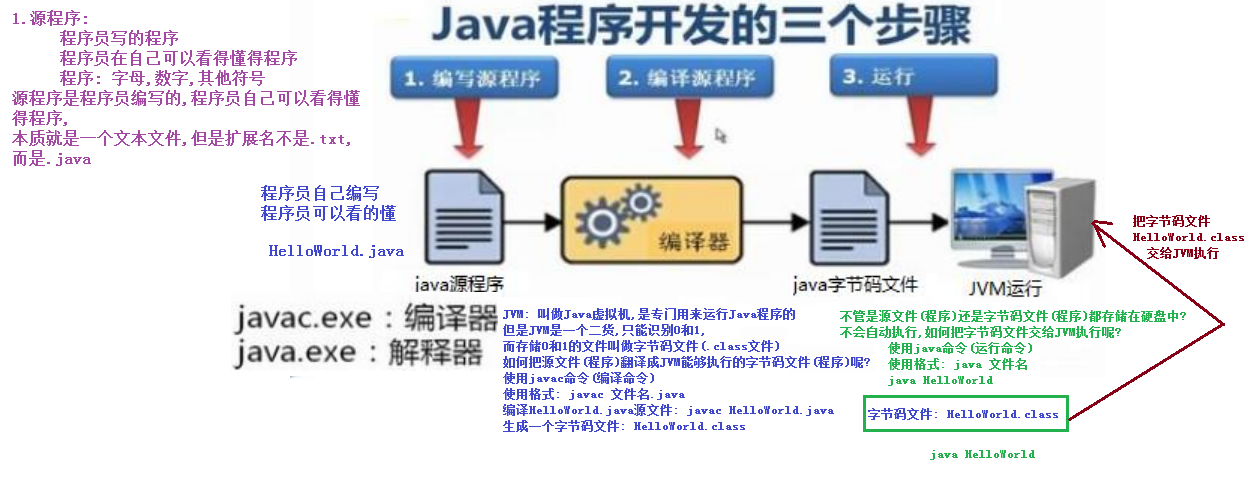 Java程序开发的三个步骤
1.源程序:
程序员写的程序
程序员在自己可以看得懂得程序
程序: 字母,数字,其他符号
源程序是程序员编写的,程序员自己可以看得懂
得程序,
本质就是一个文本文件,但是扩展名不是.txt,
而是.java
1. 编写源程序
2. 编译源程序
3. 运行
程序员自己编写
程序员可以看的懂
HelloWorld.java
编译器
java源程序
java字节码文件
JVM运行
把字节码文件
HelloWorld.class
交给JVM执行
javac.exe：编译器
java.exe：解释器
JVM: 叫做Java虚拟机,是专门用来运行Java程序的
但是JVM是一个二货,只能识别0和1,
而存储0和1的文件叫做字节码文件(.class文件)
如何把源文件(程序)翻译成JVM能够执行的字节码文件(程序)呢?
使用javac命令(编译命令)
使用格式: javac 文件名.java
编译HelloWorld.java源文件: javac HelloWorld.java
生成一个字节码文件: HelloWorld.class
不管是源文件(程序)还是字节码文件(程序)都存储在硬盘中?
不会自动执行,如何把字节码文件交给JVM执行呢?
使用java命令(运行命令)
使用格式: java 文件名
java HelloWorld
字节码文件: HelloWorld.class
java HelloWorld